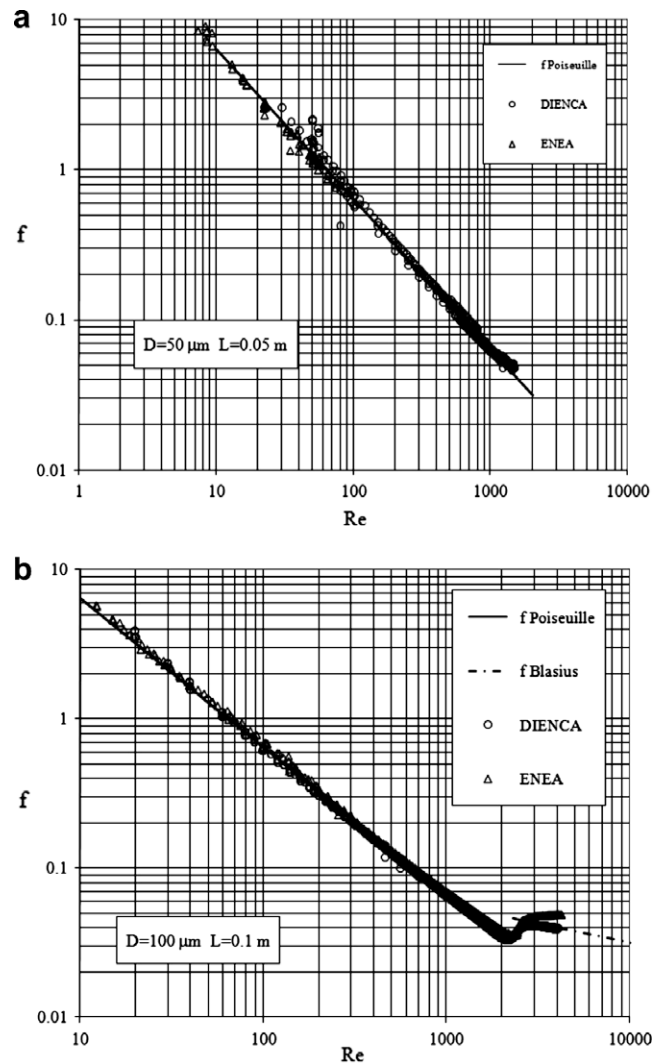 a
10
1
f
0.1
0.01
f Poiseuille
DIENCA
ENEA
D=50 μm L=0.05 m
1
10
100
1000
10000
Re
b
10
1
f
0.1
0.01
f Poiseuille
f Blasius
DIENCA
ENEA
D=100 μm L=0.1 m
10
100
1000
10000
Re